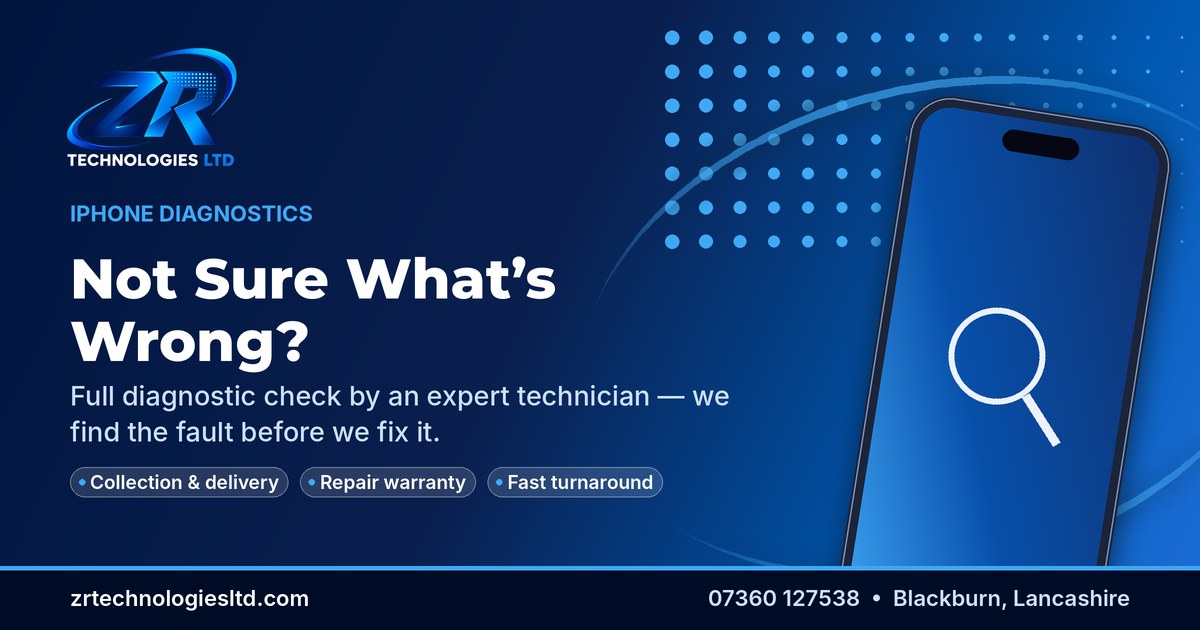 ZR
TECHNOLOGIES LTD
IPHONE DIAGNOSTICS
Not Sure What’s
Wrong?
Full diagnostic check by an expert technician — we
find the fault before we fix it.
• Collection & delivery • Repair warranty • Fast turnaround
zrtechnologiesltd.com 07360 127538 • Blackburn, Lancashire